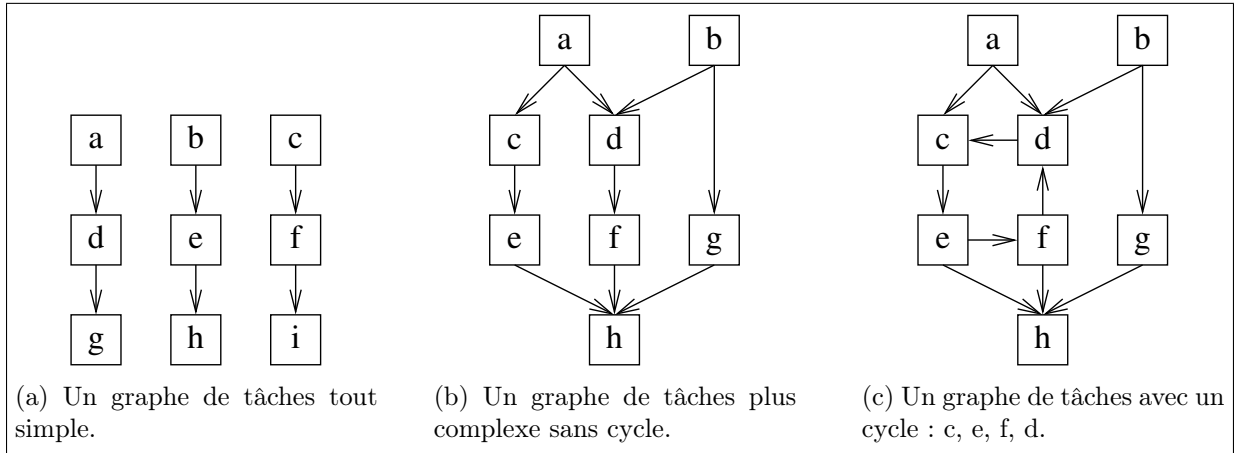 a b
a b
a b c
c d
c d
d e f
e f g
e f g
g h i
h
h
(a) Un graphe de tâches tout
simple.
(b) Un graphe de tâches plus
complexe sans cycle.
(c) Un graphe de tâches avec un
cycle : c, e, f, d.